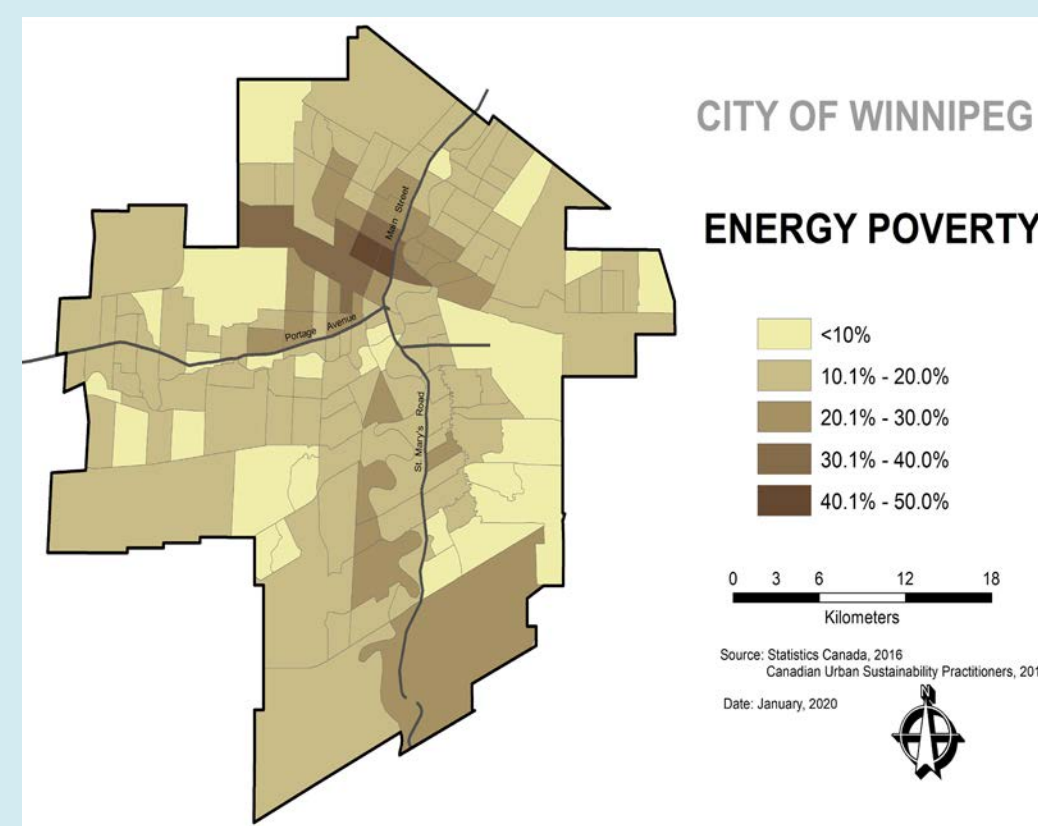 CITY OF WINNIPEG
ENERGY POVERTY
Main Street
Portage Avenue
St. Mary's Road
<10%
10.1% - 20.0%
20.1% - 30.0%
30.1% - 40.0%
40.1% - 50.0%
0 3 6 12 18
Kilometers
Source: Statistics Canada, 2016
Canadian Urban Sustainability Practitioners, 201
Date: January, 2020
N